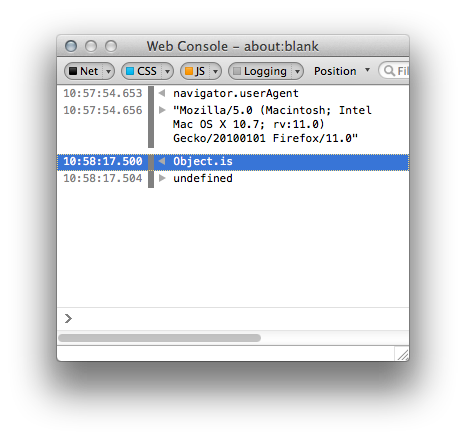 Web Console – about:blank
Net CSS JS Logging Position Fil
10:57:54.653 navigator.userAgent
10:57:54.656 "Mozilla/5.0 (Macintosh; Intel
Mac OS X 10.7; rv:11.0)
Gecko/20100101 Firefox/11.0"
10:58:17.500 Object.is
10:58:17.504 undefined